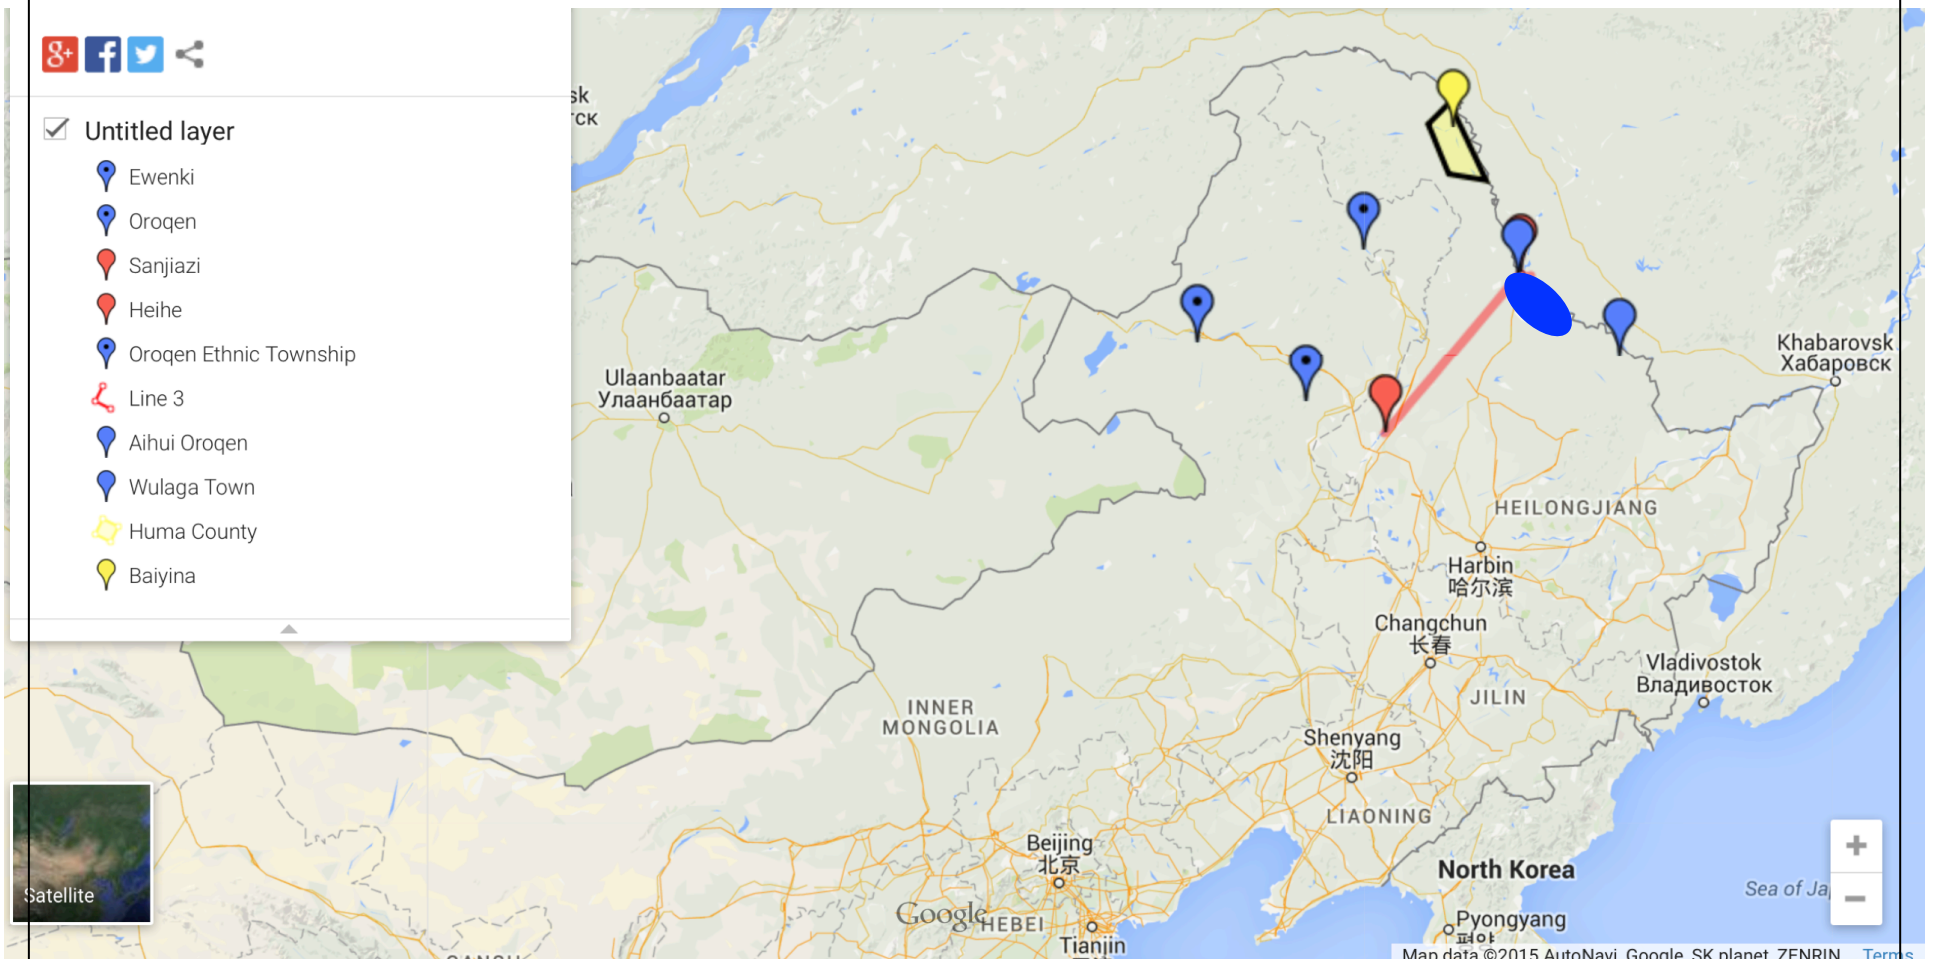 g+
f
sk
тск
Untitled layer
Ewenki
Oroqen
Sanjiazi
Heihe
Oroqen Ethnic Township
Line 3
Aihui Oroqen
Wulaga Town
Huma County
Baiyina
Khabarovsk
Хабаровск
Ulaanbaatar
Улаанбаатар
HEILONGJIANG
Harbin
哈尔滨
Changchun
长春
Vladivostok
Владивосток
JILIN
INNER
MONGOLIA
Shenyang
沈阳
LIAONING
Beijing
北京
North Korea
Satellite
Sea of Ja
+
−
Google
HEBEI
Pyongyang
Tianjin
Map data ©2015 AutoNavi, Google, SK planet, ZENRIN
Terms